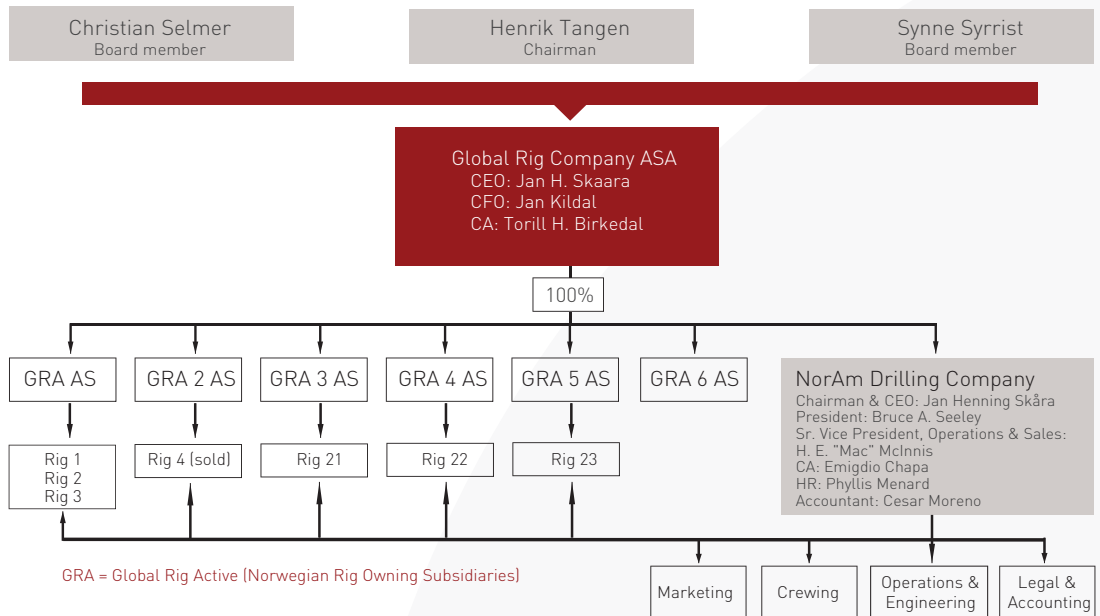 Christian Selmer
Board member
Henrik Tangen
Chairman
Synne Syrrist
Board member
Global Rig Company ASA
CEO: Jan H. Skaara
CFO: Jan Kildal
CA: Torill H. Birkedal
100%
GRA AS
GRA 2 AS
GRA 3 AS
GRA 4 AS
GRA 5 AS
GRA 6 AS
NorAm Drilling Company
Chairman & CEO: Jan Henning Skåra
President: Bruce A. Seeley
Sr. Vice President, Operations & Sales:
H. E. "Mac" McInnis
CA: Emigdio Chapa
HR: Phyllis Menard
Accountant: Cesar Moreno
Rig 1
Rig 2
Rig 3
Rig 4 (sold)
Rig 21
Rig 22
Rig 23
GRA = Global Rig Active (Norwegian Rig Owning Subsidiaries)
Marketing
Crewing
Operations &
Engineering
Legal &
Accounting